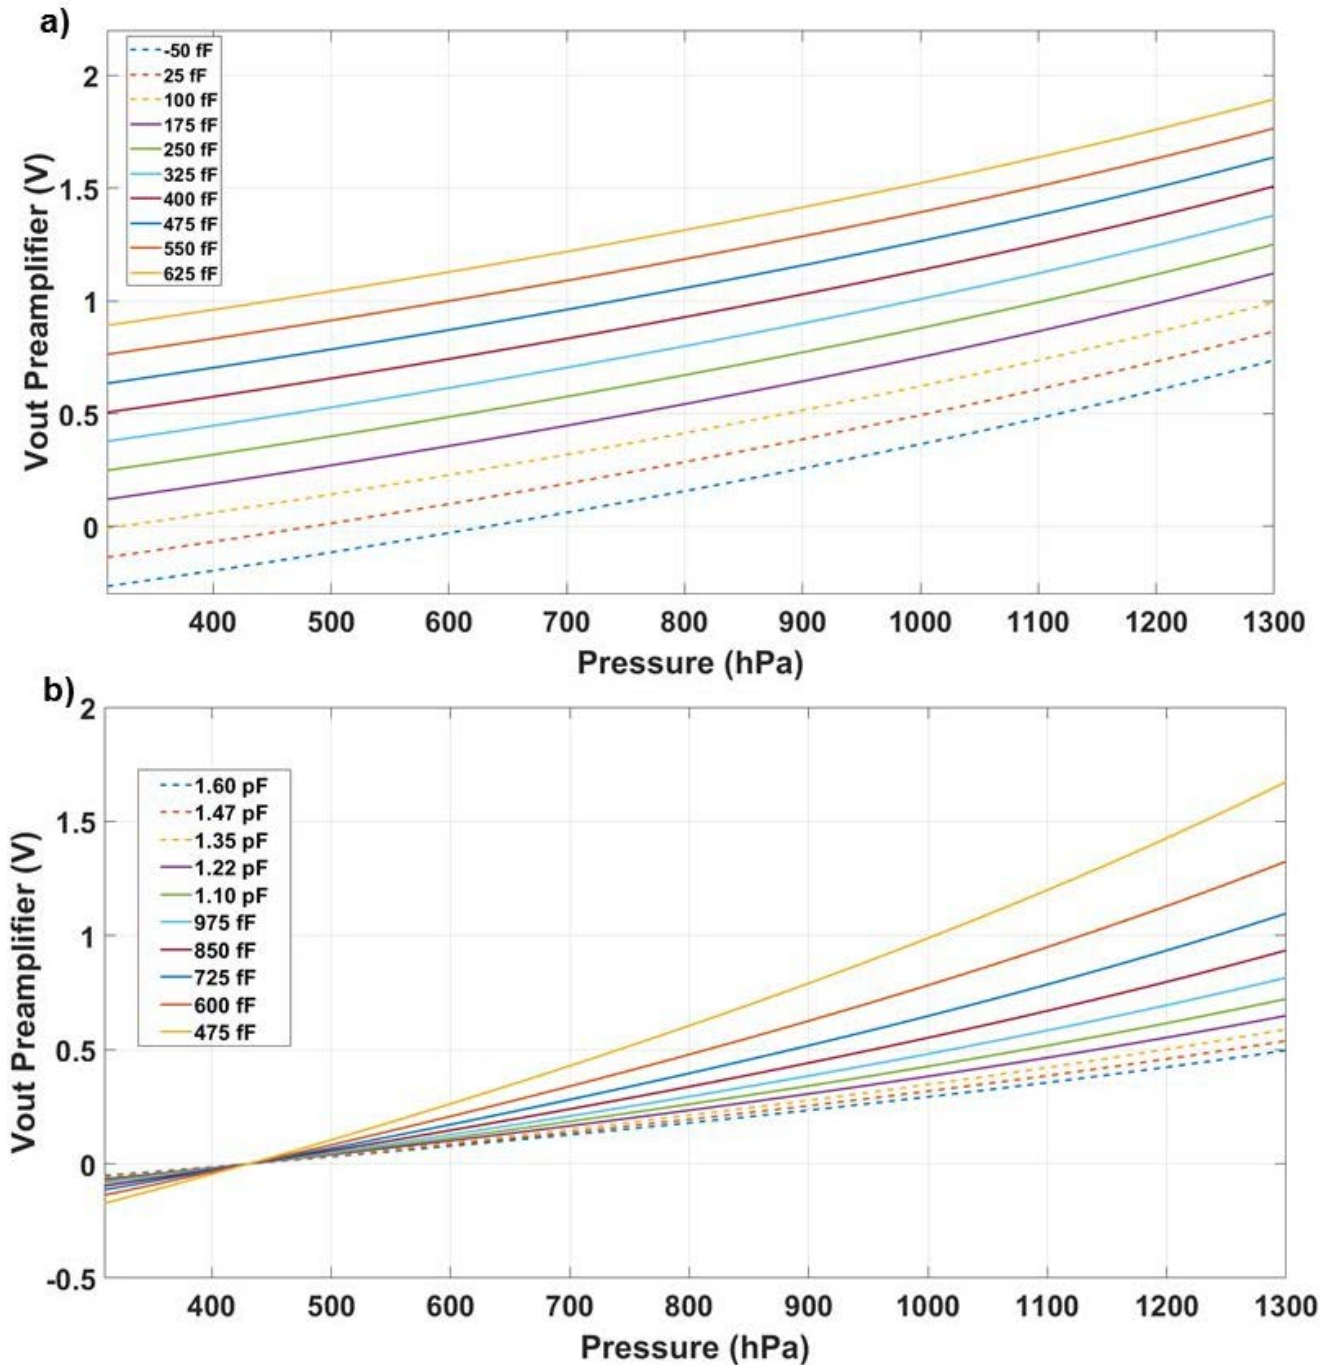 a)
-50 fF
25 fF
100 fF
175 fF
250 fF
325 fF
400 fF
475 fF
550 fF
625 fF
2
1.5
1
0.5
0
Vout Preamplifier (V)
400 500 600 700 800 900 1000 1100 1200 1300
Pressure (hPa)
b)
1.60 pF
1.47 pF
1.35 pF
1.22 pF
1.10 pF
975 fF
850 fF
725 fF
600 fF
475 fF
2
1.5
1
0.5
0
-0.5
Vout Preamplifier (V)
400 500 600 700 800 900 1000 1100 1200 1300
Pressure (hPa)